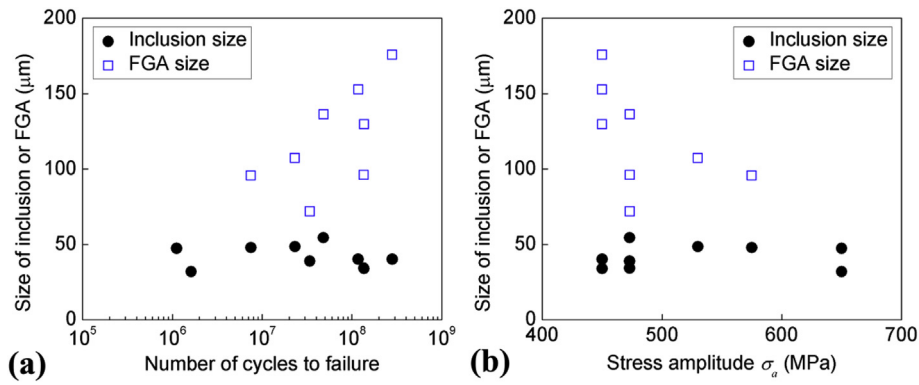 200
150
100
50
0
Size of inclusion or FGA (μm)
Inclusion size
FGA size
10^5
10^6
10^7
10^8
10^9
(a)
Number of cycles to failure
200
150
100
50
0
Size of inclusion or FGA (μm)
Inclusion size
FGA size
400
500
600
700
(b)
Stress amplitude σ_a (MPa)